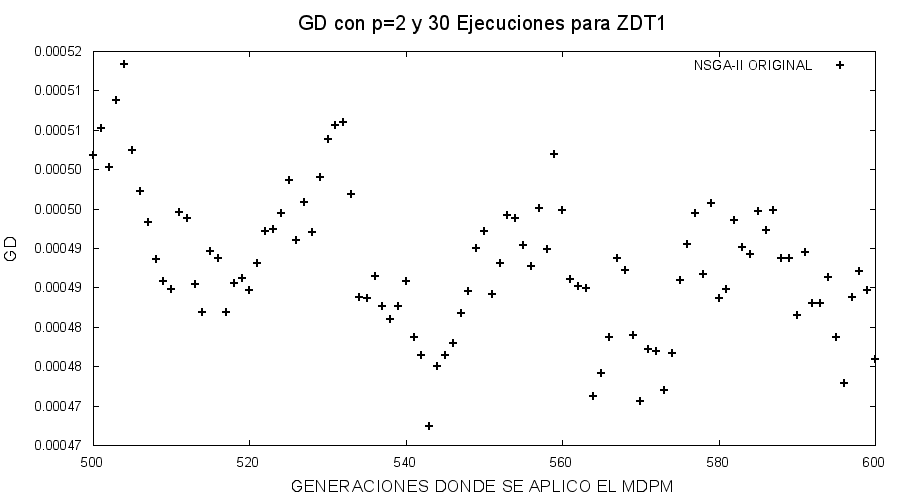 GD con p=2 y 30 Ejecuciones para ZDT1
NSGA-II ORIGINAL
0.00052
0.00051
0.00051
0.00050
0.00050
0.00049
0.00049
0.00048
0.00048
0.00047
0.00047
GD
500 520 540 560 580 600
GENERACIONES DONDE SE APLICO EL MDPM